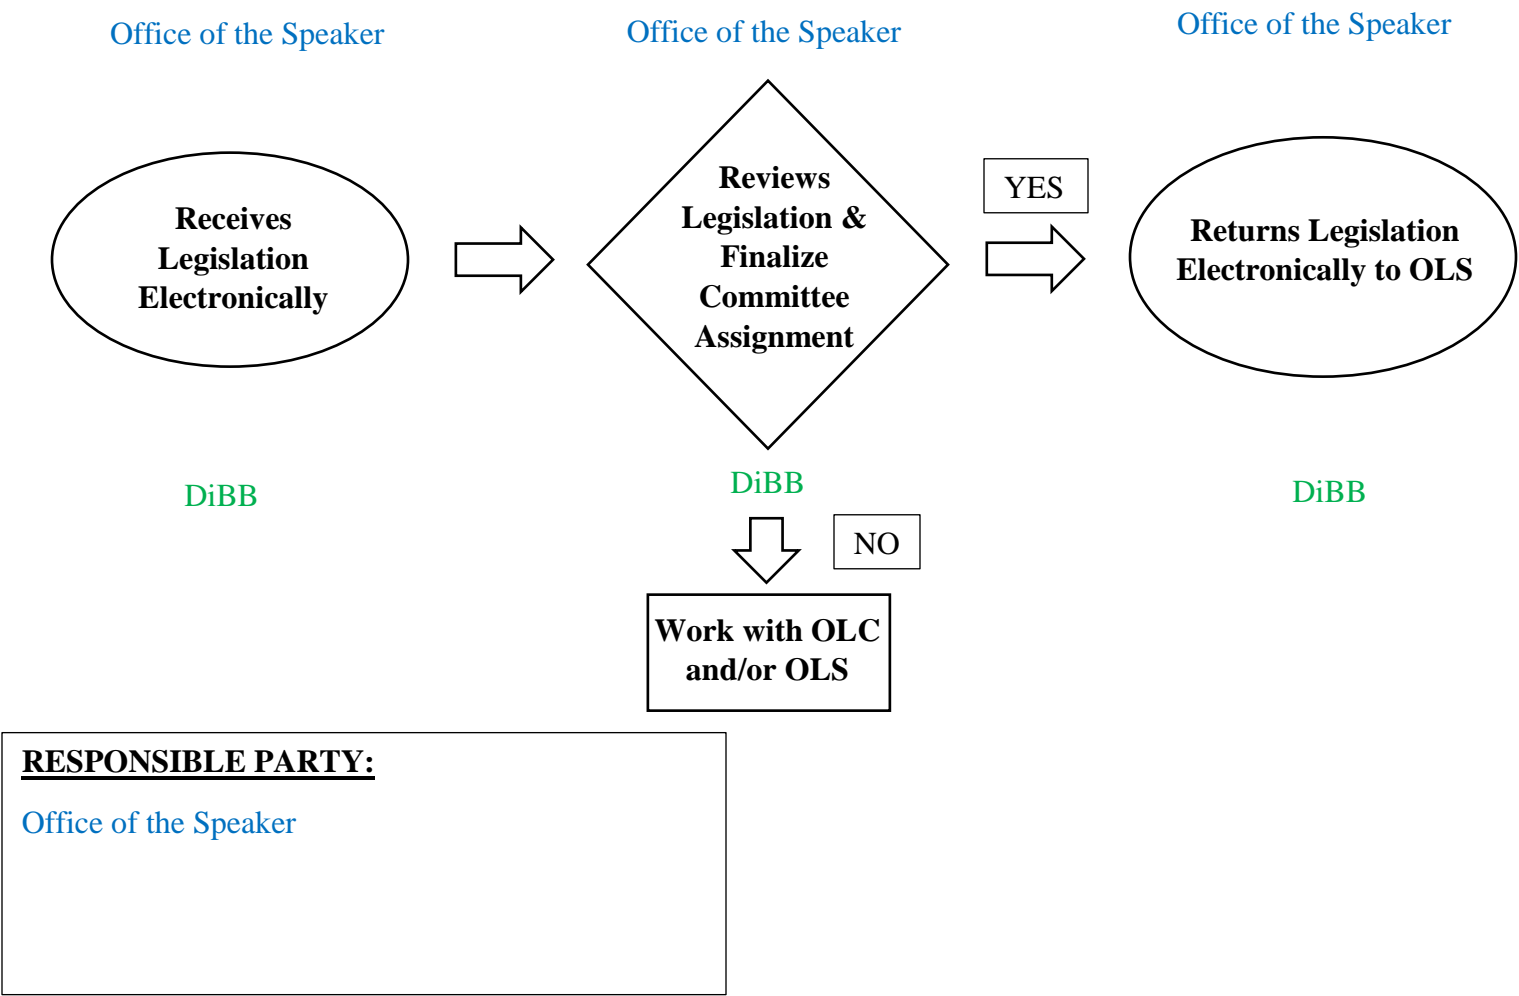 Office of the Speaker
Office of the Speaker
Office of the Speaker
Receives
Legislation
Electronically
Reviews
Legislation &
Finalize
Committee
Assignment
YES
Returns Legislation
Electronically to OLS
DiBB
DiBB
DiBB
NO
Work with OLC
and/or OLS
RESPONSIBLE PARTY:
Office of the Speaker